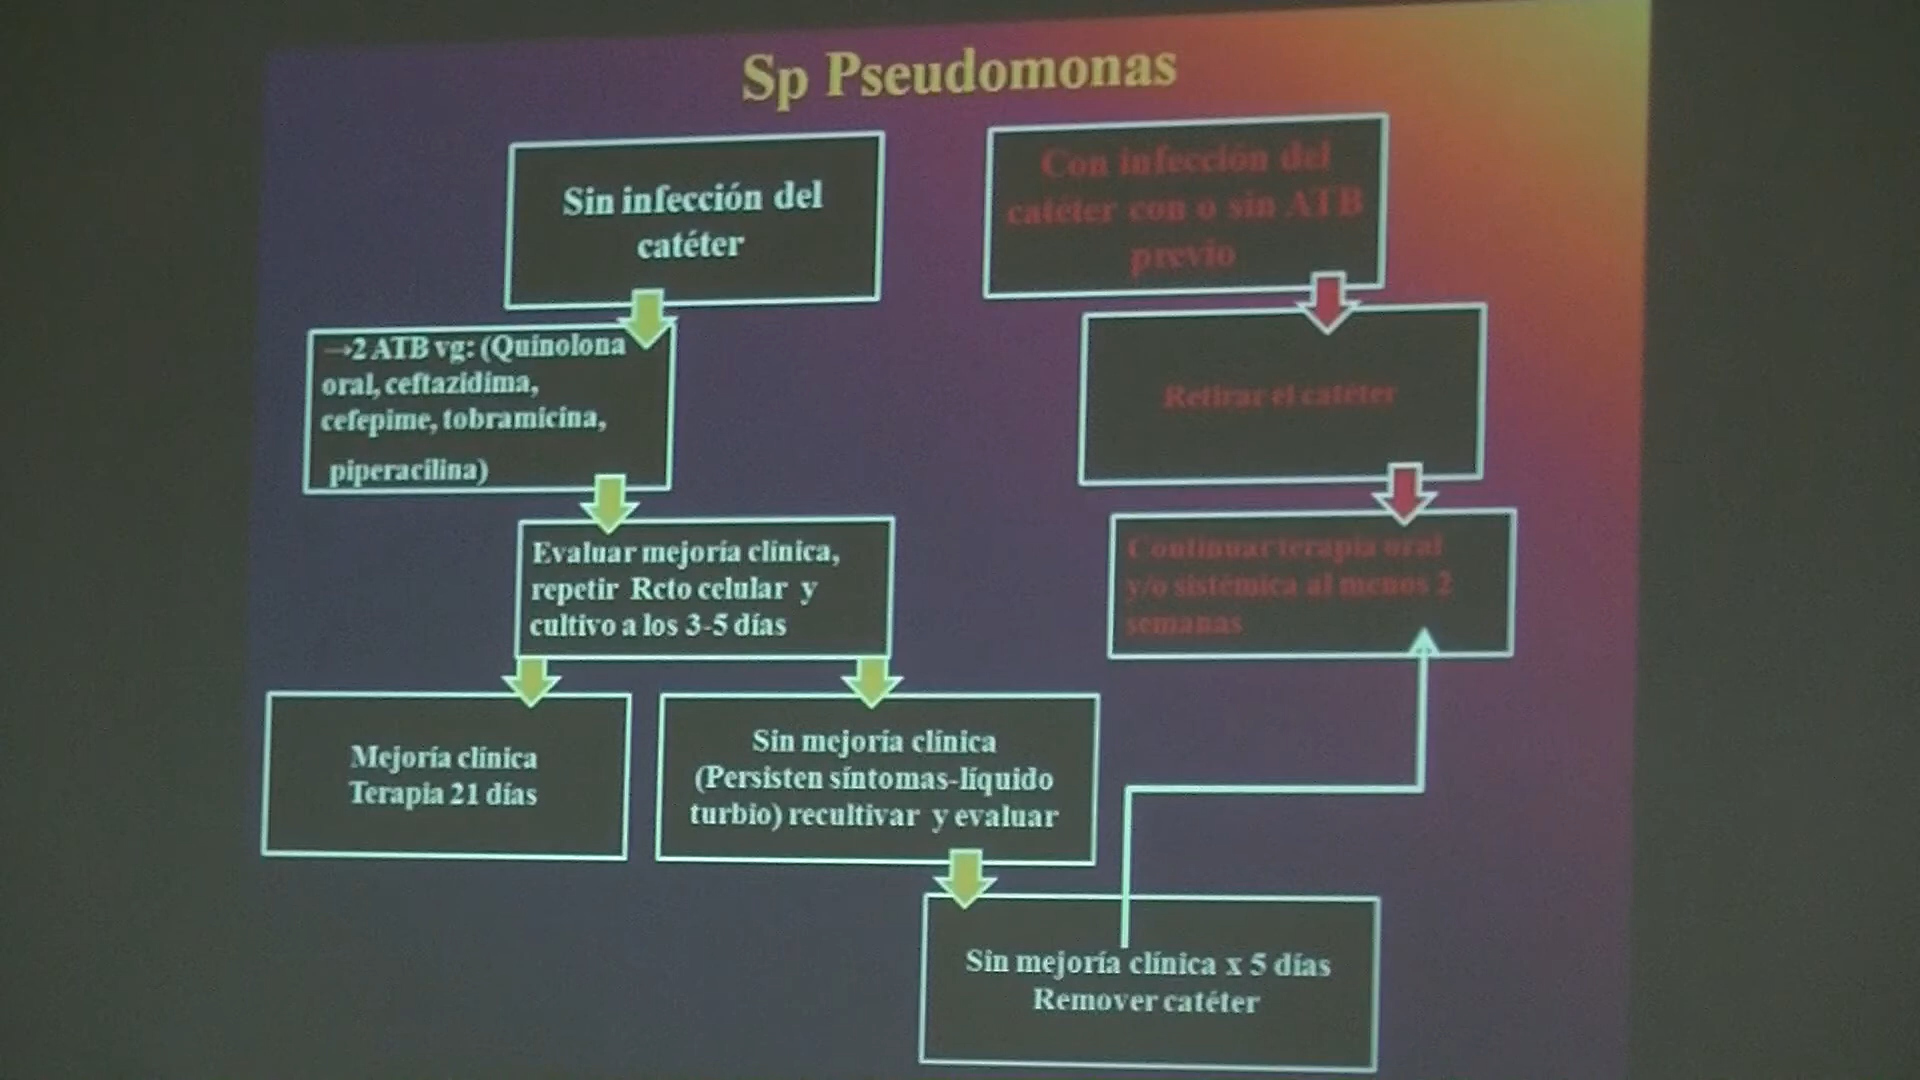 Sp Pseudomonas
Sin infección del
catéter
→2 ATB vg: (Quinolona
oral, ceftazidima,
cefepime, tobramicina,
piperacilina)
Evaluar mejoría clínica,
repetir Rcto celular y
cultivo a los 3-5 días
Mejoría clínica
Terapia 21 días
Sin mejoría clínica
(Persisten síntomas-líquido
turbio) recultivar y evaluar
Sin mejoría clínica x 5 días
Remover catéter
Con infección del
catéter con o sin ATB
previo
Retirar el catéter
Continuar terapia oral
y/o sistémica al menos 2
semanas